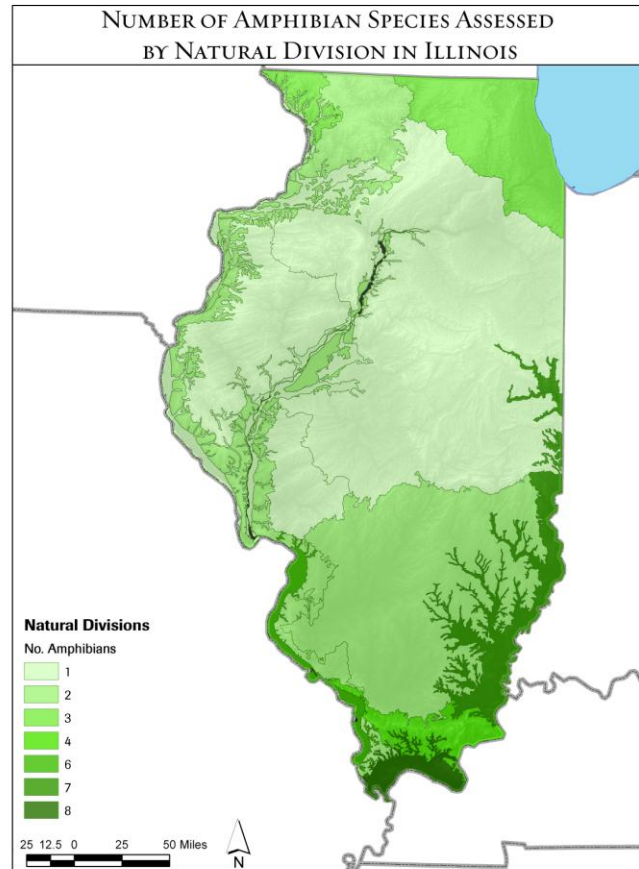 NUMBER OF AMPHIBIAN SPECIES ASSESSED
BY NATURAL DIVISION IN ILLINOIS
Natural Divisions
No. Amphibians
1
2
3
4
6
7
8
25 12.5 0 25 50 Miles
N